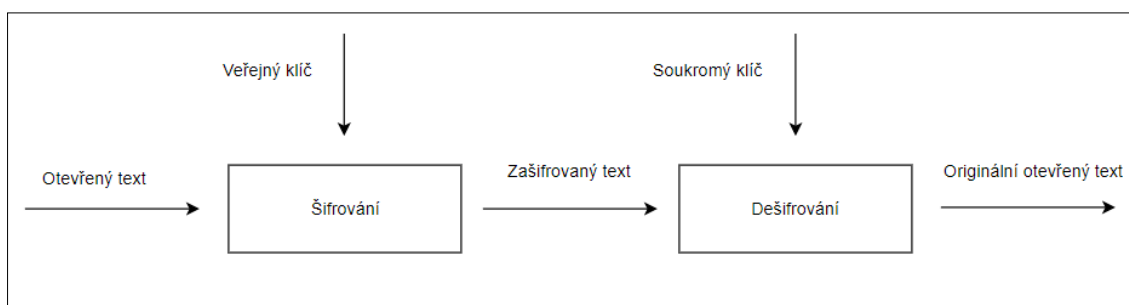 Veřejný klíč
Soukromý klíč
Otevřený text
Šifrování
Zašifrovaný text
Dešifrování
Originální otevřený text